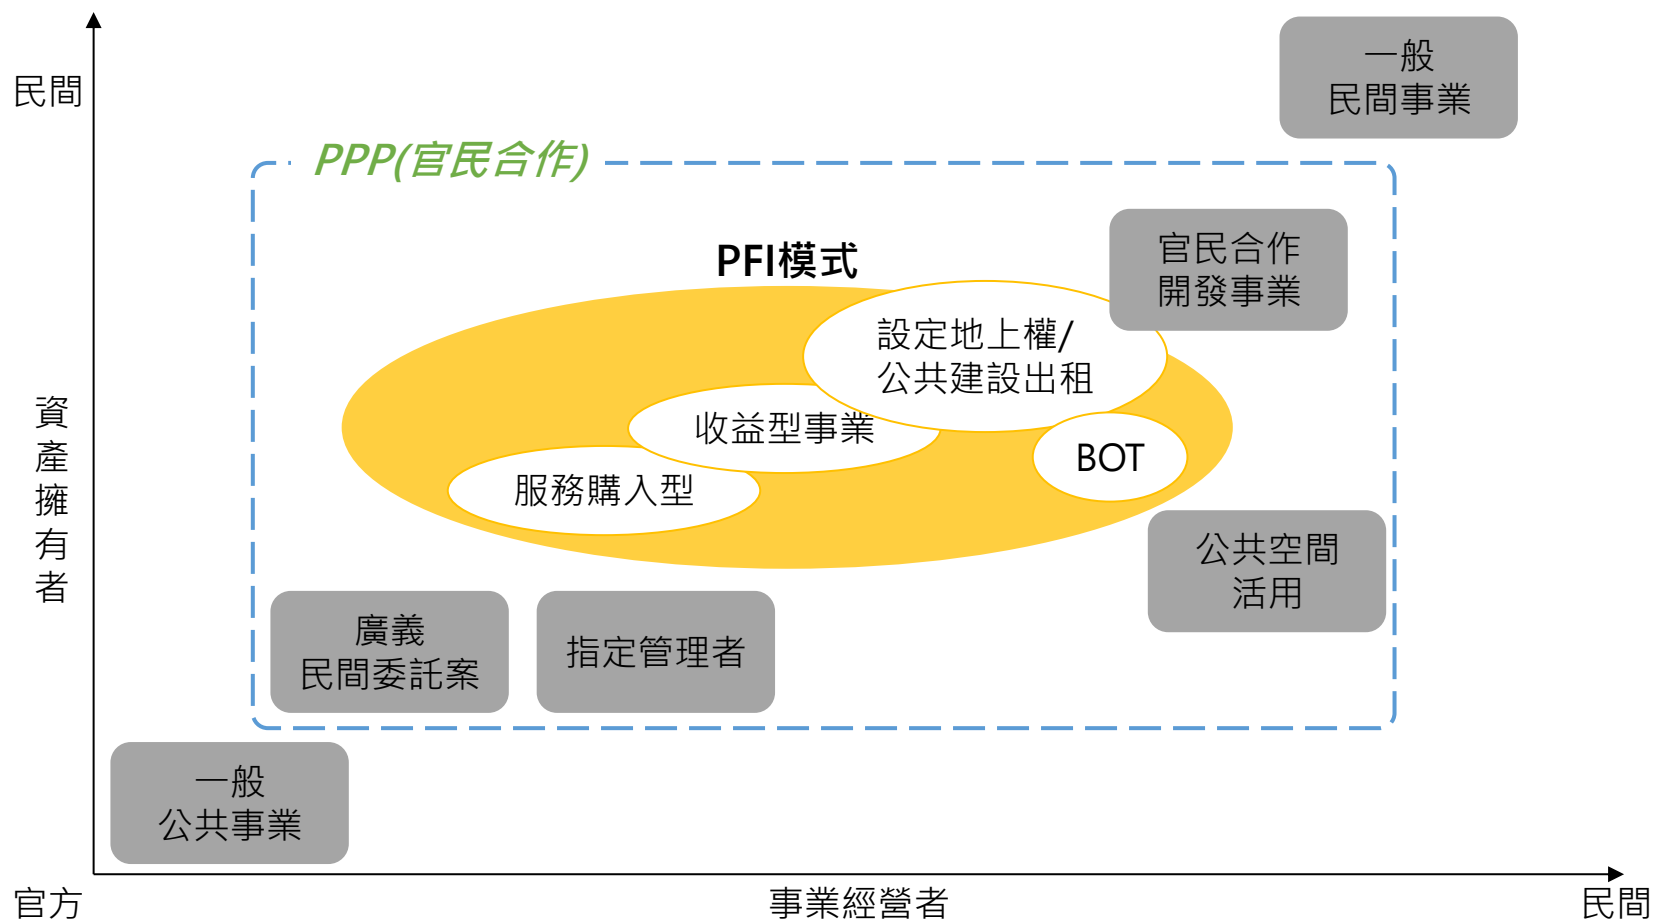 一般
民間事業
民間
PPP(官民合作)
官民合作
開發事業
PFI模式
設定地上權/
公共建設出租
收益型事業
BOT
服務購入型
資產擁有者
公共空間
活用
廣義
民間委託案
指定管理者
一般
公共事業
官方
事業經營者
民間